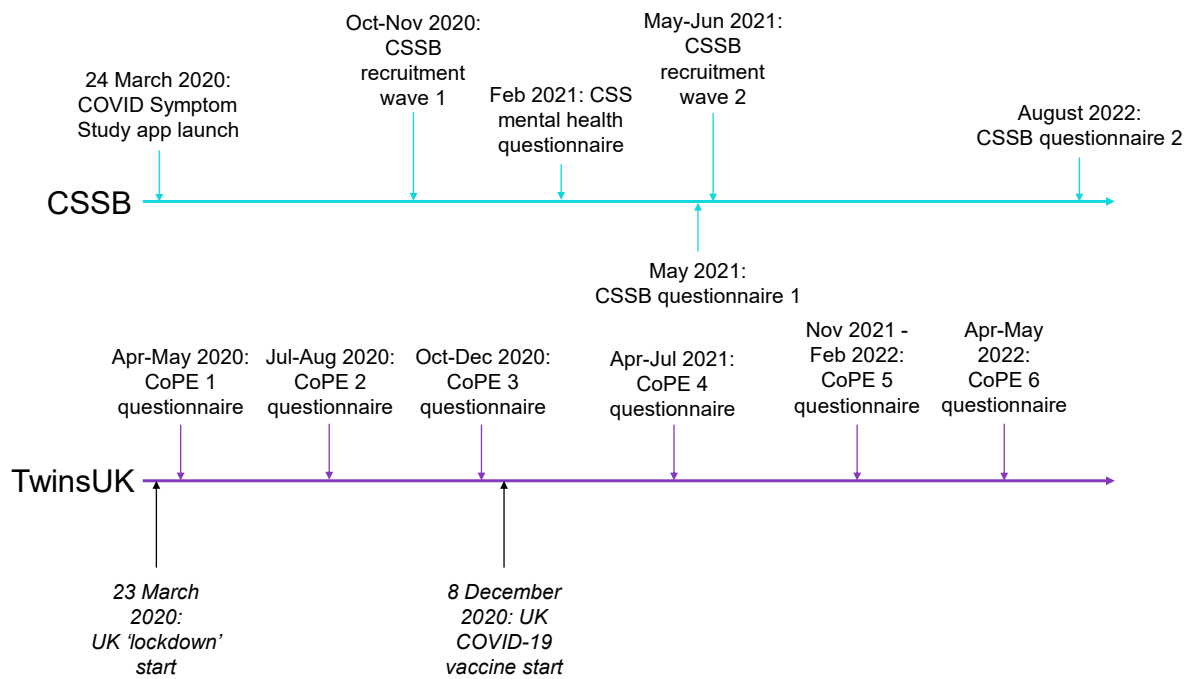 24 March 2020:
COVID Symptom
Study app launch
Oct-Nov 2020:
CSSB
recruitment
wave 1
Feb 2021: CSS
mental health
questionnaire
May-Jun 2021:
CSSB
recruitment
wave 2
August 2022:
CSSB questionnaire 2
CSSB
May 2021:
CSSB questionnaire 1
Apr-May 2020:
CoPE 1
questionnaire
Jul-Aug 2020:
CoPE 2
questionnaire
Oct-Dec 2020:
CoPE 3
questionnaire
Apr-Jul 2021:
CoPE 4
questionnaire
Nov 2021 -
Feb 2022:
CoPE 5
questionnaire
Apr-May
2022:
CoPE 6
questionnaire
TwinsUK
23 March
2020:
UK ‘lockdown’
start
8 December
2020: UK
COVID-19
vaccine start